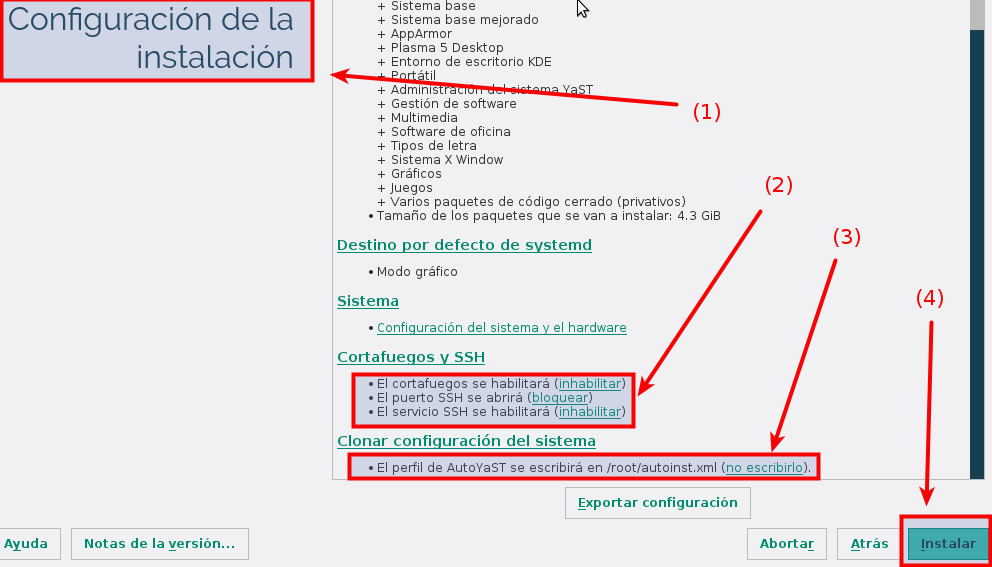 Configuración de la
instalación
+ Sistema base
+ Sistema base mejorado
+ AppArmor
+ Plasma 5 Desktop
+ Entorno de escritorio KDE
+ Portátil
+ Administración del sistema YaST
+ Gestión de software
+ Multimedia
+ Software de oficina
+ Tipos de letra
+ Sistema X Window
+ Gráficos
+ Juegos
+ Varios paquetes de código cerrado (privativos)
• Tamaño de los paquetes que se van a instalar: 4.3 GiB
Destino por defecto de systemd
• Modo gráfico
Sistema
• Configuración del sistema y el hardware
Cortafuegos y SSH
• El cortafuegos se habilitará (inhabilitar)
• El puerto SSH se abrirá (bloquear)
• El servicio SSH se habilitará (inhabilitar)
Clonar configuración del sistema
• El perfil de AutoYaST se escribirá en /root/autoinst.xml (no escribirlo).
(1)
(2)
(3)
(4)
Exportar configuración
Ayuda
Notas de la versión...
Abortar
Atrás
Instalar